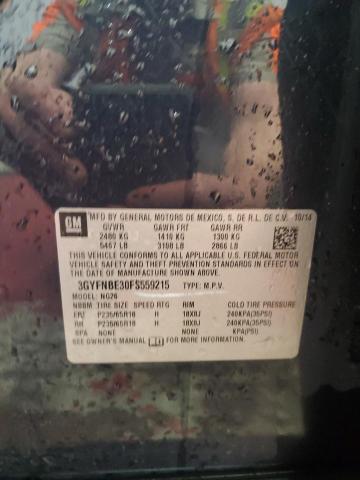 GM
MFD BY GENERAL MOTORS DE MEXICO, S. DE R.L. DE C.V. 10/14
GVWR GAWR FRT GAWR RR
2480 KG 1410 KG 1300 KG
5467 LB 3108 LB 2866 LB
THIS VEHICLE CONFORMS TO ALL APPLICABLE U.S. FEDERAL MOTOR
VEHICLE SAFETY AND THEFT PREVENTION STANDARDS IN EFFECT ON
THE DATE OF MANUFACTURE SHOWN ABOVE.
3GYFNBE30FS559215 TYPE: M.P.V.
MODEL: NG26
TIRE SIZE SPEED RTG RIM COLD TIRE PRESSURE
FRT P235/65R18 H 18X8J 240KPA(35PSI)
RR P235/65R18 H 18X8J 240KPA(35PSI)
SPA NONE NONE KPA(PSI)
SEE OWNER'S MANUAL FOR ADDITIONAL INFORMATION.